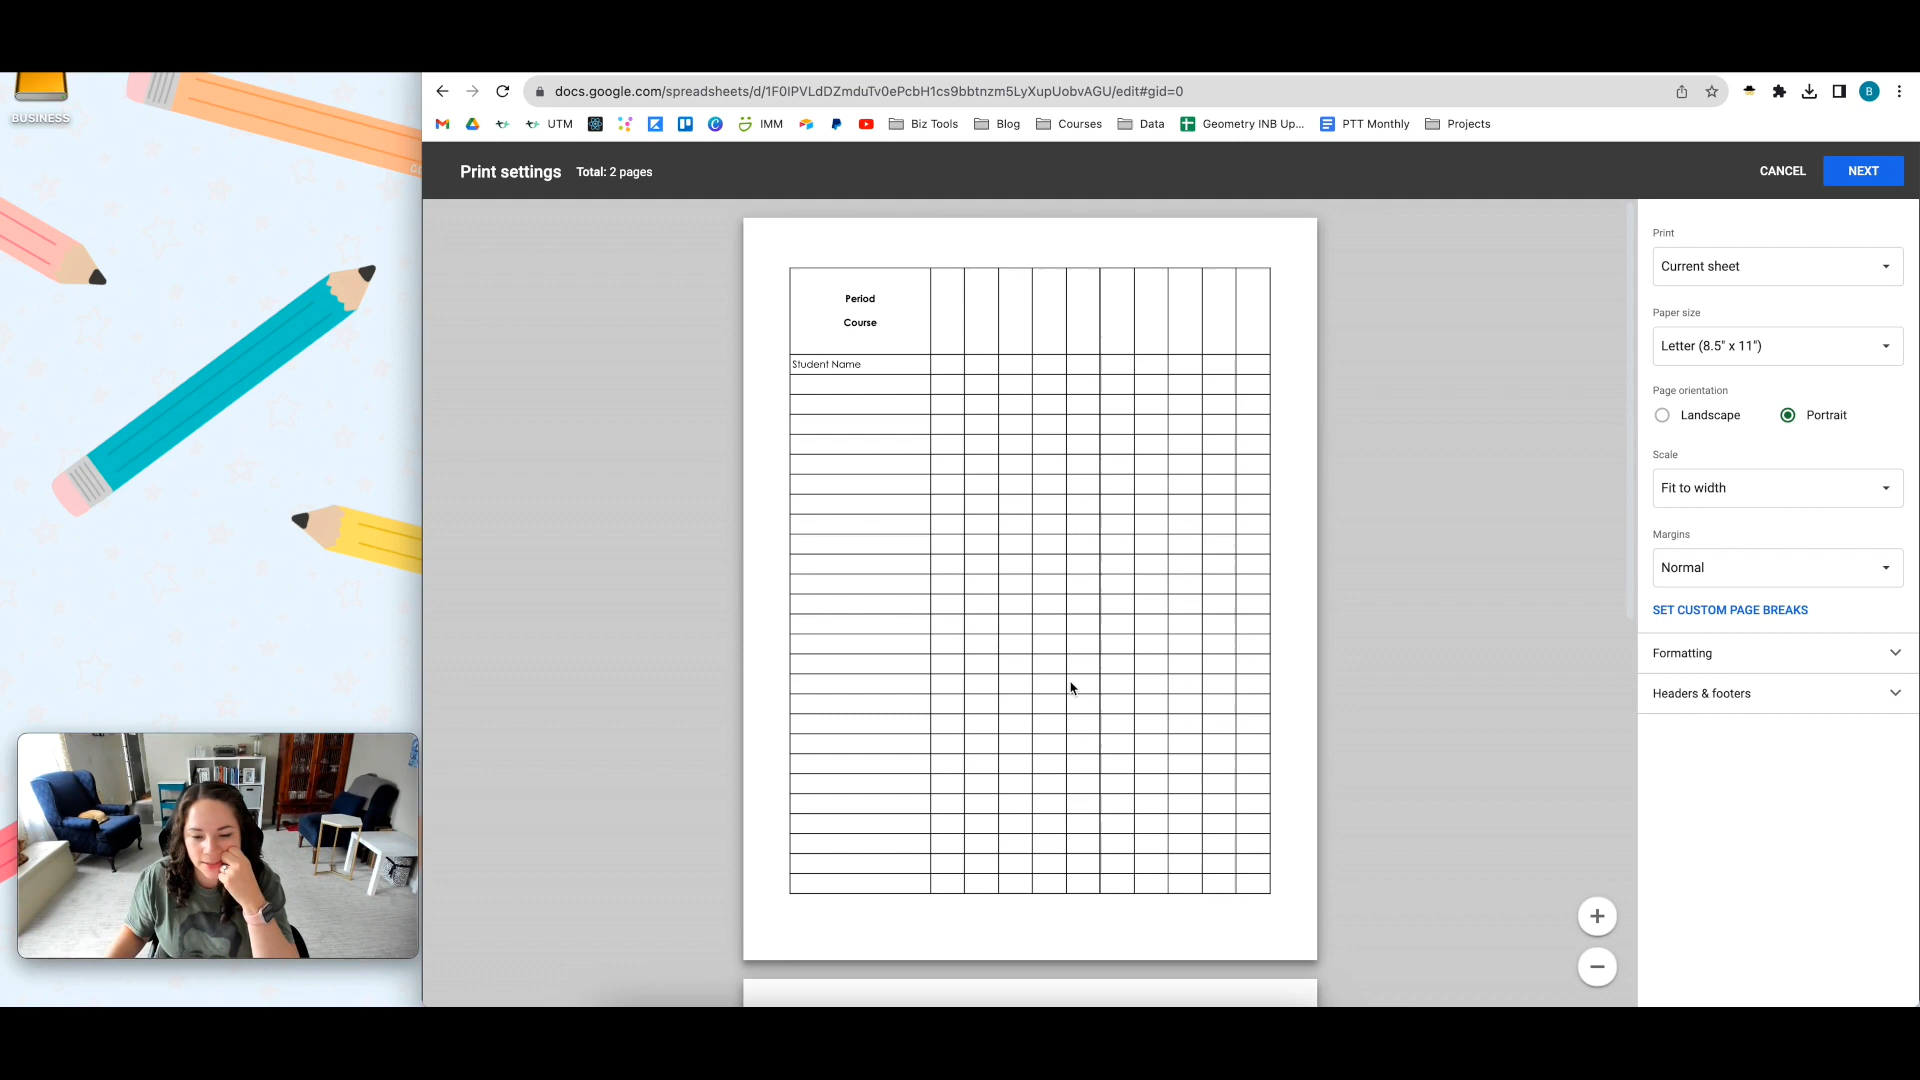 BUSINESS
docs.google.com/spreadsheets/d/1F0IPVLdDZmduTv0ePcbH1cs9bbtnzm5LyXupUobvAGU/edit#gid=0
B
UTM
IMM
Biz Tools
Blog
Courses
Data
Geometry INB Up...
PTT Monthly
Projects
Print settings
Total: 2 pages
CANCEL
NEXT
Period
Course
Student Name
Print
Current sheet
Paper size
Letter (8.5" x 11")
Page orientation
Landscape
Portrait
Scale
Fit to width
Margins
Normal
SET CUSTOM PAGE BREAKS
Formatting
Headers & footers